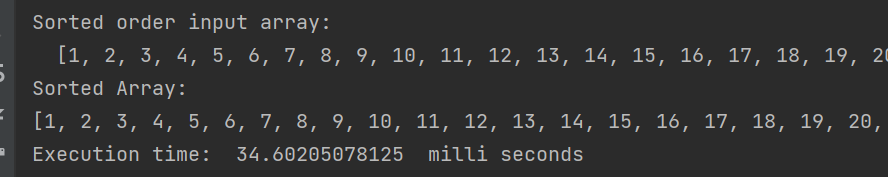 Sorted order input array:
[1, 2, 3, 4, 5, 6, 7, 8, 9, 10, 11, 12, 13, 14, 15, 16, 17, 18, 19, 20
Sorted Array:
[1, 2, 3, 4, 5, 6, 7, 8, 9, 10, 11, 12, 13, 14, 15, 16, 17, 18, 19, 20,
Execution time:  34.60205078125  milli seconds